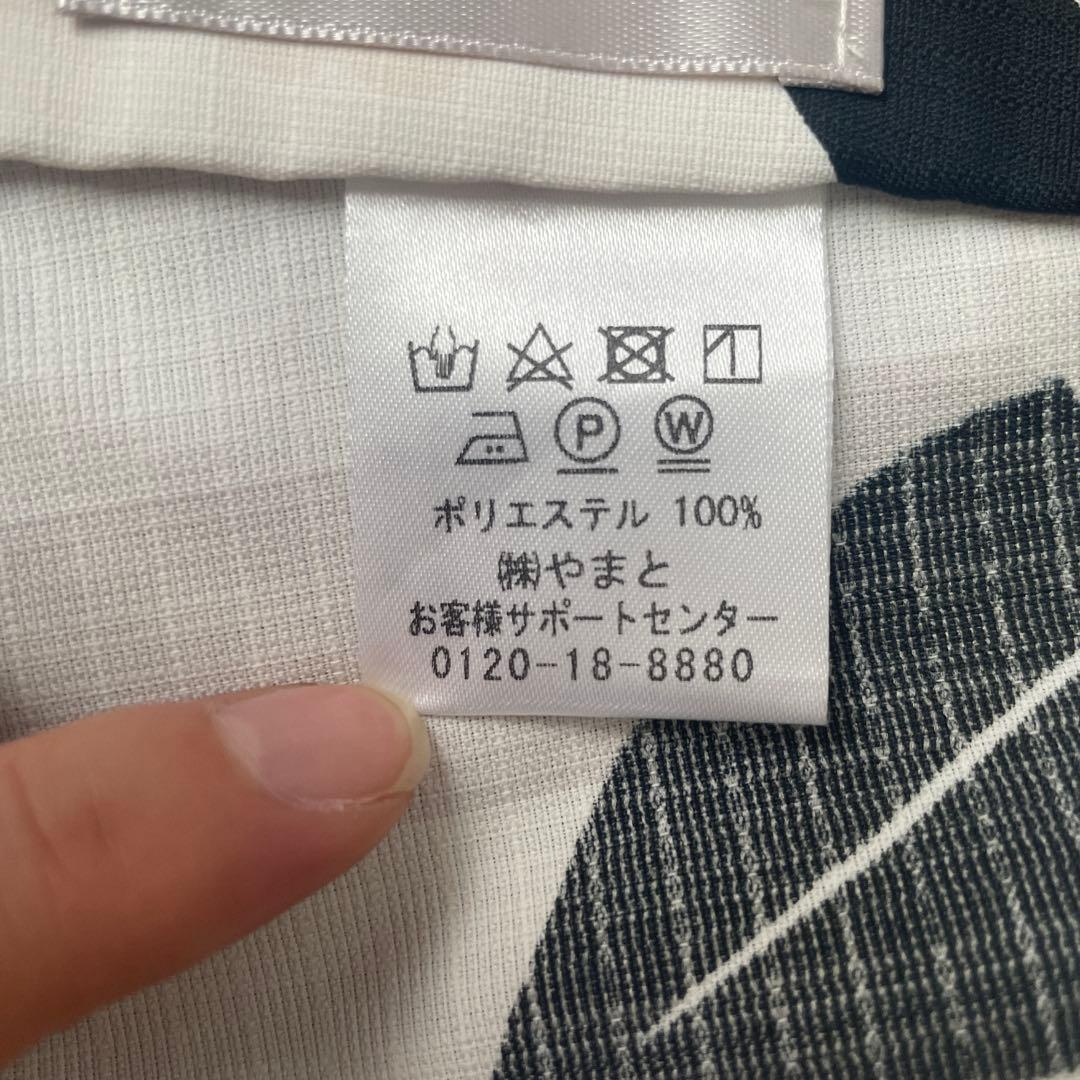 P W
ポリエステル 100%
㈱やまと
お客様サポートセンター
0120-18-8880